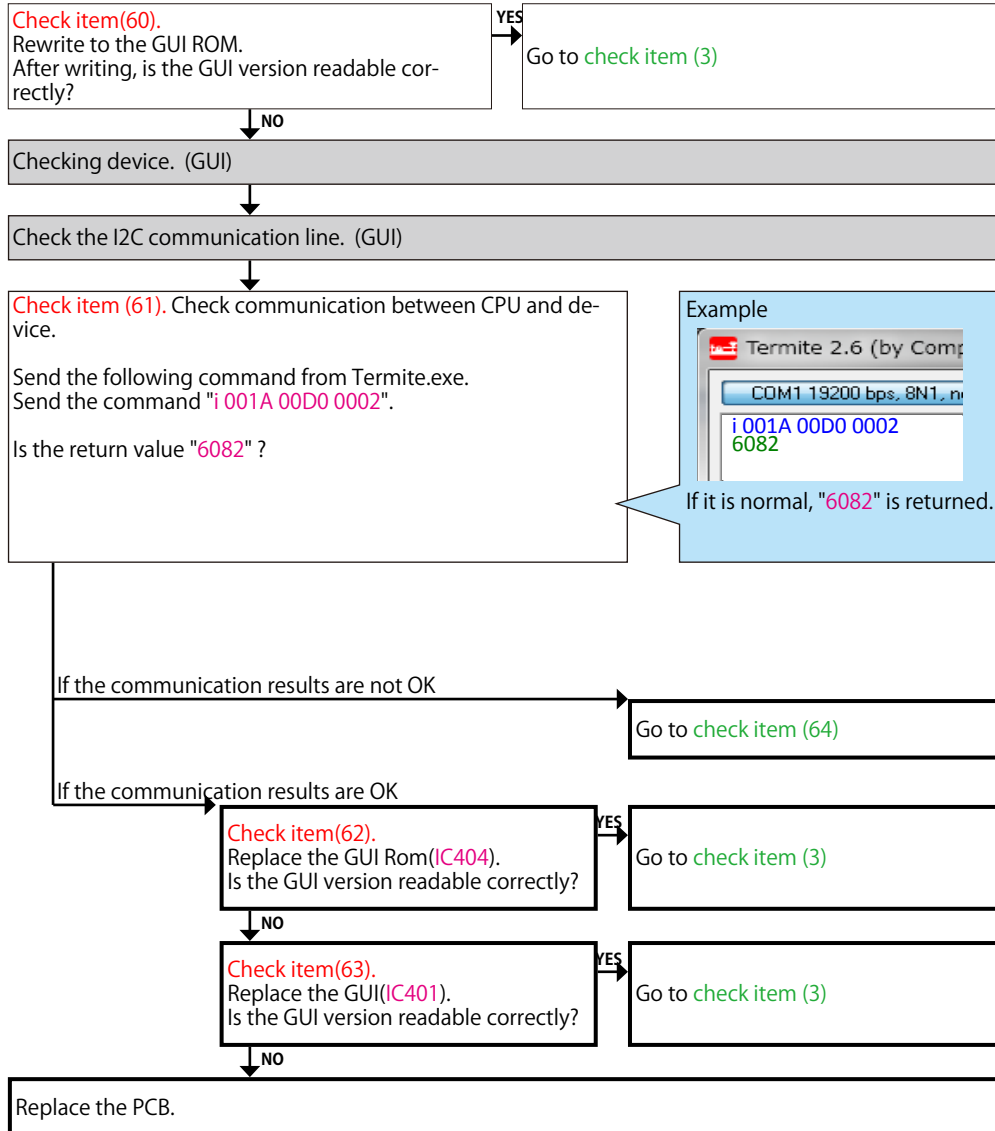 Check item(60).
Rewrite to the GUI ROM.
After writing, is the GUI version readable cor-
rectly?
YES
Go to check item (3)
NO
Checking device. (GUI)
Check the I2C communication line. (GUI)
Check item (61). Check communication between CPU and de-
vice.
Send the following command from Termite.exe.
Send the command "i 001A 00D0 0002".
Is the return value "6082" ?
Example
Termite 2.6 (by Comp
COM1 19200 bps, 8N1, n
i 001A 00D0 0002
6082
If it is normal, "6082" is returned.
If the communication results are not OK
Go to check item (64)
If the communication results are OK
Check item(62).
Replace the GUI Rom(IC404).
Is the GUI version readable correctly?
YES
Go to check item (3)
NO
Check item(63).
Replace the GUI(IC401).
Is the GUI version readable correctly?
YES
Go to check item (3)
NO
Replace the PCB.